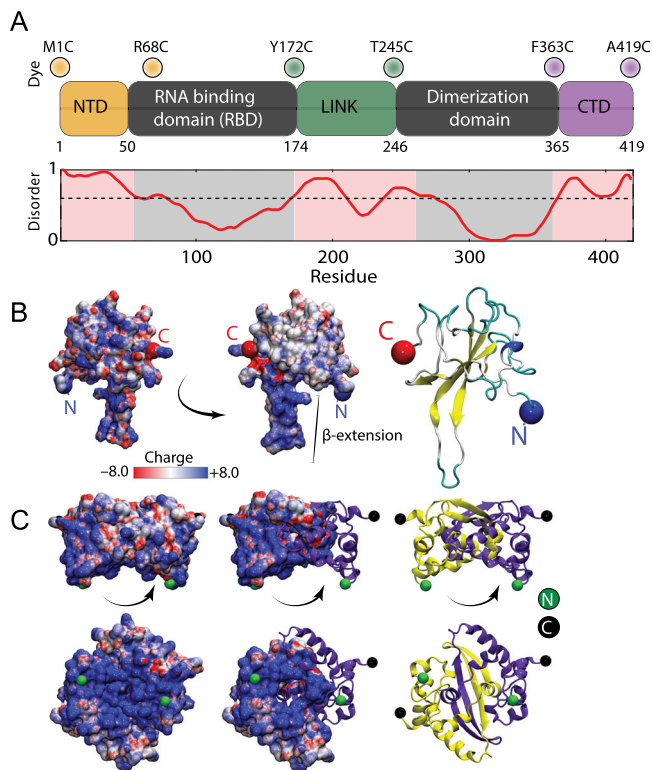 A
M1C R68C Y172C T245C F363C A419C
Dye
NTD RNA binding domain (RBD) LINK Dimerization domain CTD
1 50 174 246 365 419
1
Disorder
0
100 200 300 400
Residue
B
C C C
N N N
β-extension
Charge
−8.0 +8.0
C
N
C